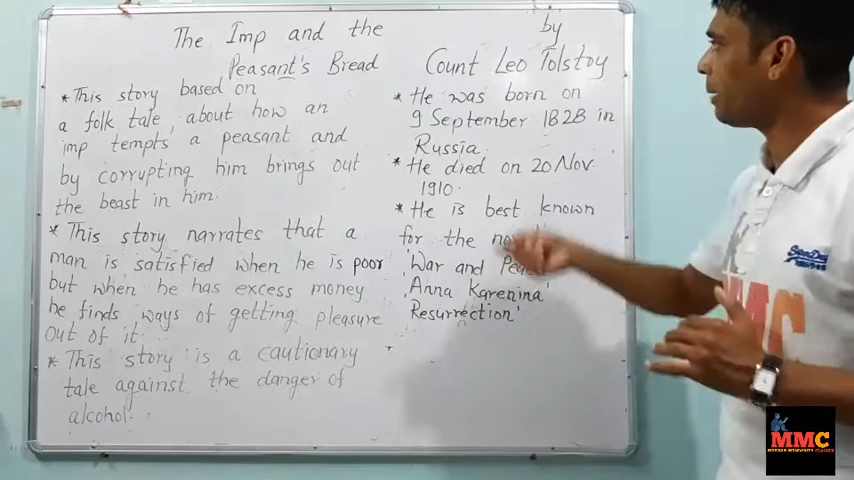 The Imp and the
Peasant's Bread
by
Count Leo Tolstoy
* This story based on
a folk tale, about how an
imp tempts a peasant and
by corrupting him brings out
the beast in him.
* This story narrates that a
man is satisfied when he is poor
but when he has excess money
he finds ways of getting pleasure
out of it.
* This story is a cautionary
tale against the danger of
alcohol.
* He was born on
9 September 1828 in
Russia.
* He died on 20 Nov.
1910.
* He is best known
for the
'War and
'Anna Karenina'
Resurrection'
MMC
MMC